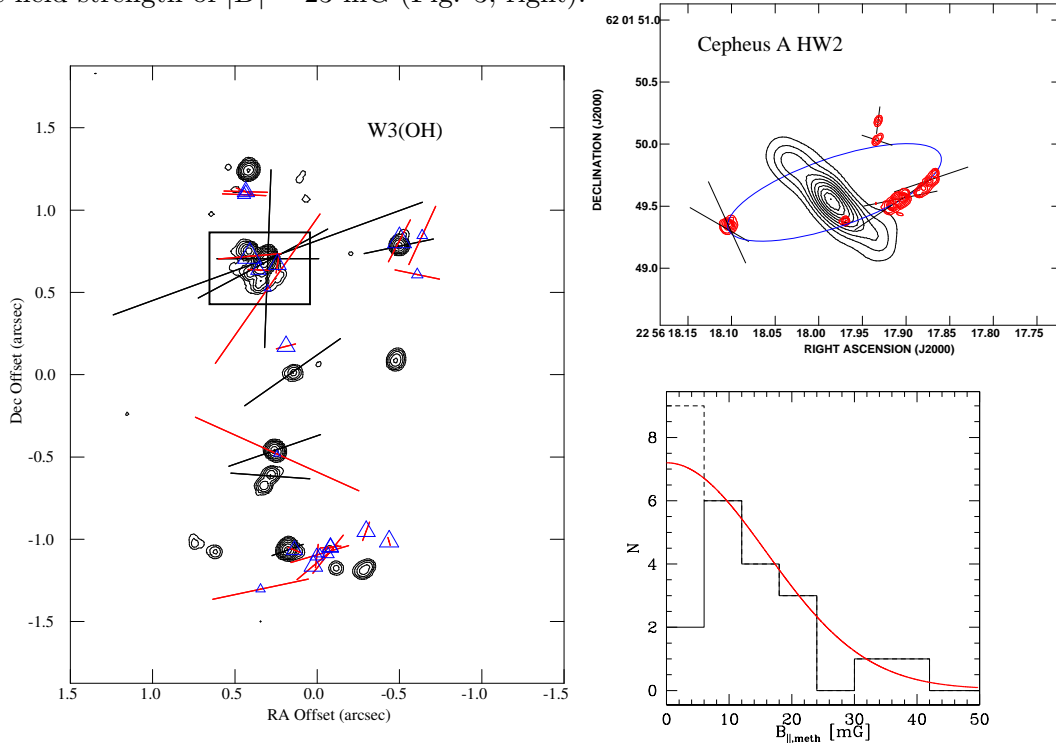 field strength of |B| = 23 mG (Fig. 3, right).
W3(OH)
Dec Offset (arcsec)
1.5
1.0
0.5
0.0
-0.5
-1.0
-1.5
1.5 1.0 0.5 0.0 -0.5 -1.0 -1.5
RA Offset (arcsec)
Cepheus A HW2
DECLINATION (J2000)
62 01 51.0
50.5
50.0
49.5
49.0
22 56 18.15 18.10 18.05 18.00 17.95 17.90 17.85 17.80 17.75
RIGHT ASCENSION (J2000)
N
8
6
4
2
0
0 10 20 30 40 50
B||,meth [mG]